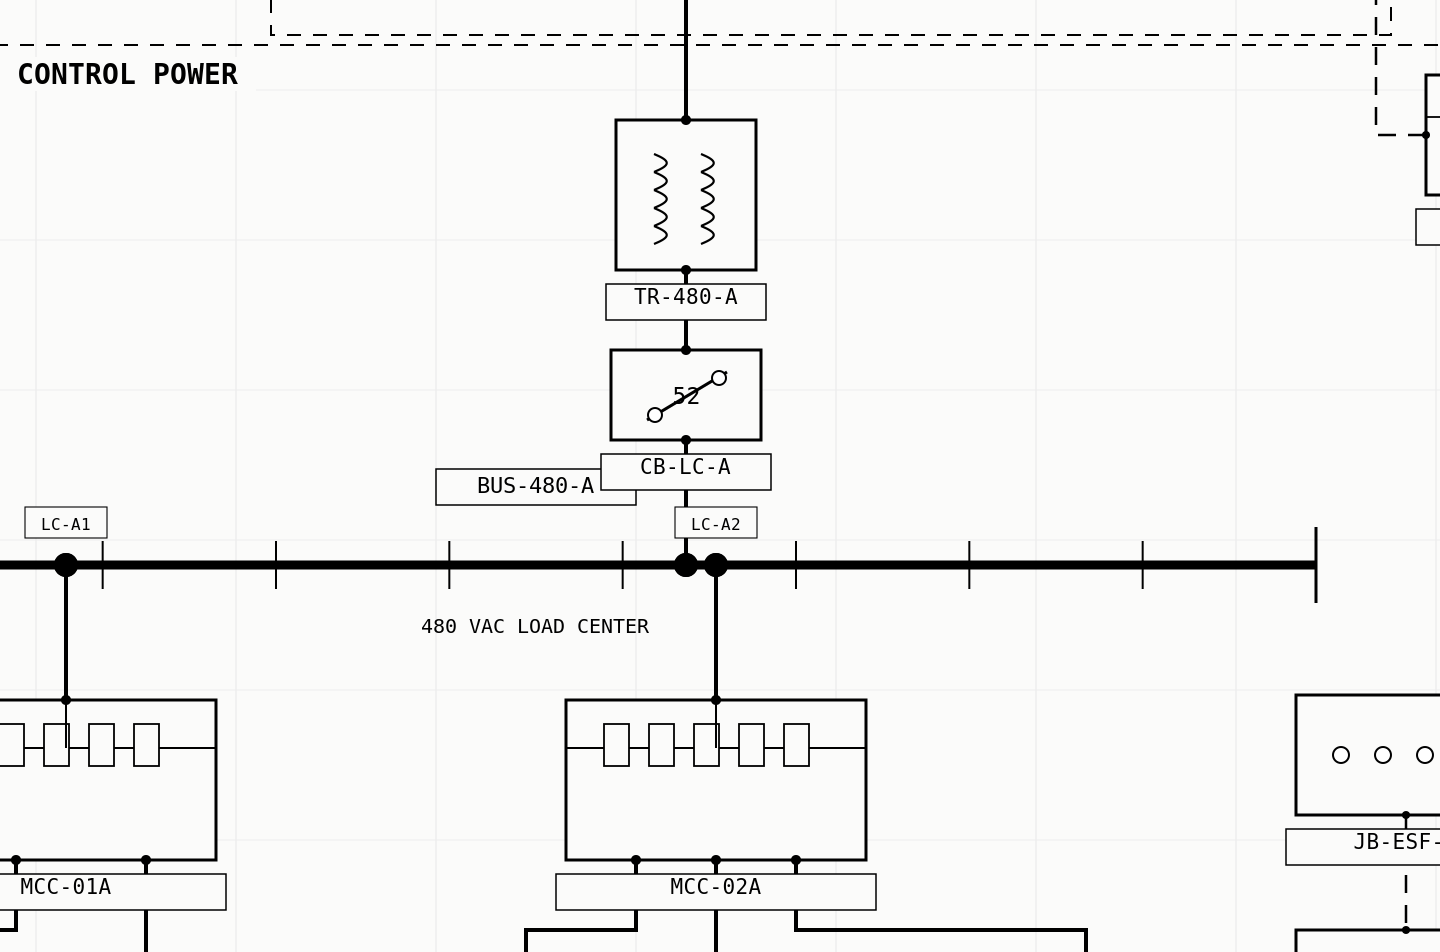 CONTROL POWER
TR-480-A
52
CB-LC-A
BUS-480-A
LC-A1
LC-A2
480 VAC LOAD CENTER
JB-ESF-
MCC-01A
MCC-02A